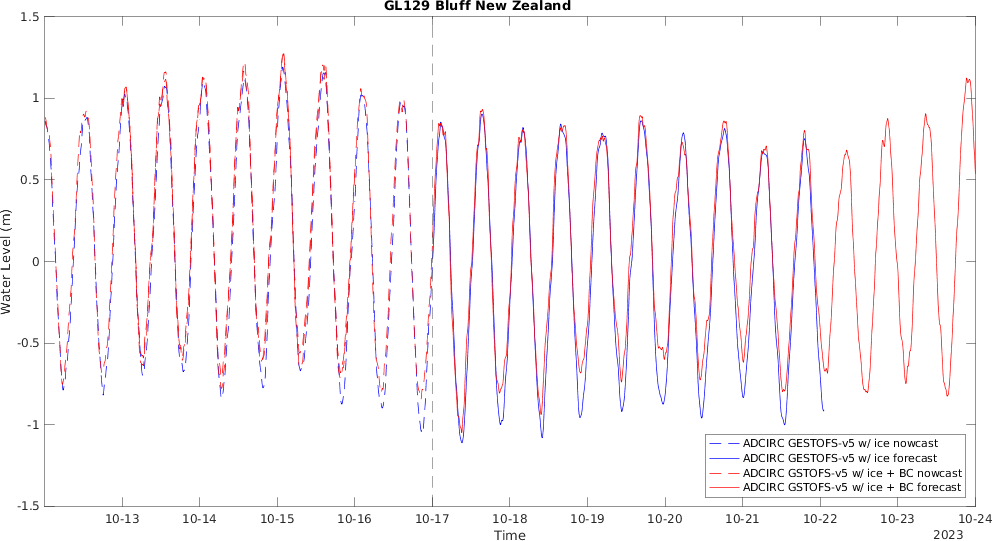 GL129 Bluff New Zealand
1.5
1
0.5
0
-0.5
-1
-1.5
Water Level (m)
10-13 10-14 10-15 10-16 10-17 10-18 10-19 10-20 10-21 10-22 10-23 10-24
Time
2023
ADCIRC GESTOFS-v5 w/ ice nowcast
ADCIRC GESTOFS-v5 w/ ice forecast
ADCIRC GSTOFS-v5 w/ ice + BC nowcast
ADCIRC GSTOFS-v5 w/ ice + BC forecast